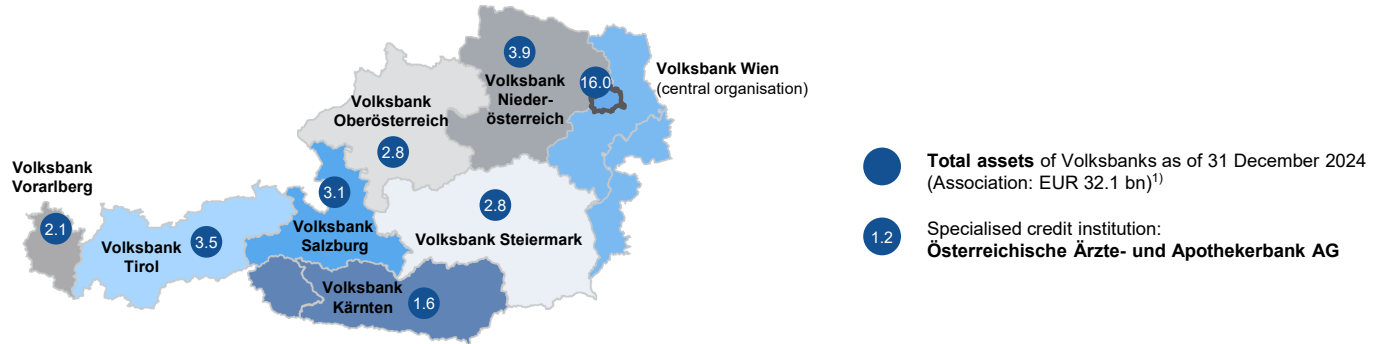 3.9
Volksbank
Nieder-
österreich
16.0
Volksbank Wien
(central organisation)
Volksbank
Oberösterreich
2.8
Volksbank
Vorarlberg
2.1
Volksbank
Tirol
3.5
3.1
Volksbank
Salzburg
2.8
Volksbank Steiermark
Volksbank
Kärnten
1.6
Total assets of Volksbanks as of 31 December 2024
(Association: EUR 32.1 bn)1)
1.2
Specialised credit institution:
Österreichische Ärzte- und Apothekerbank AG